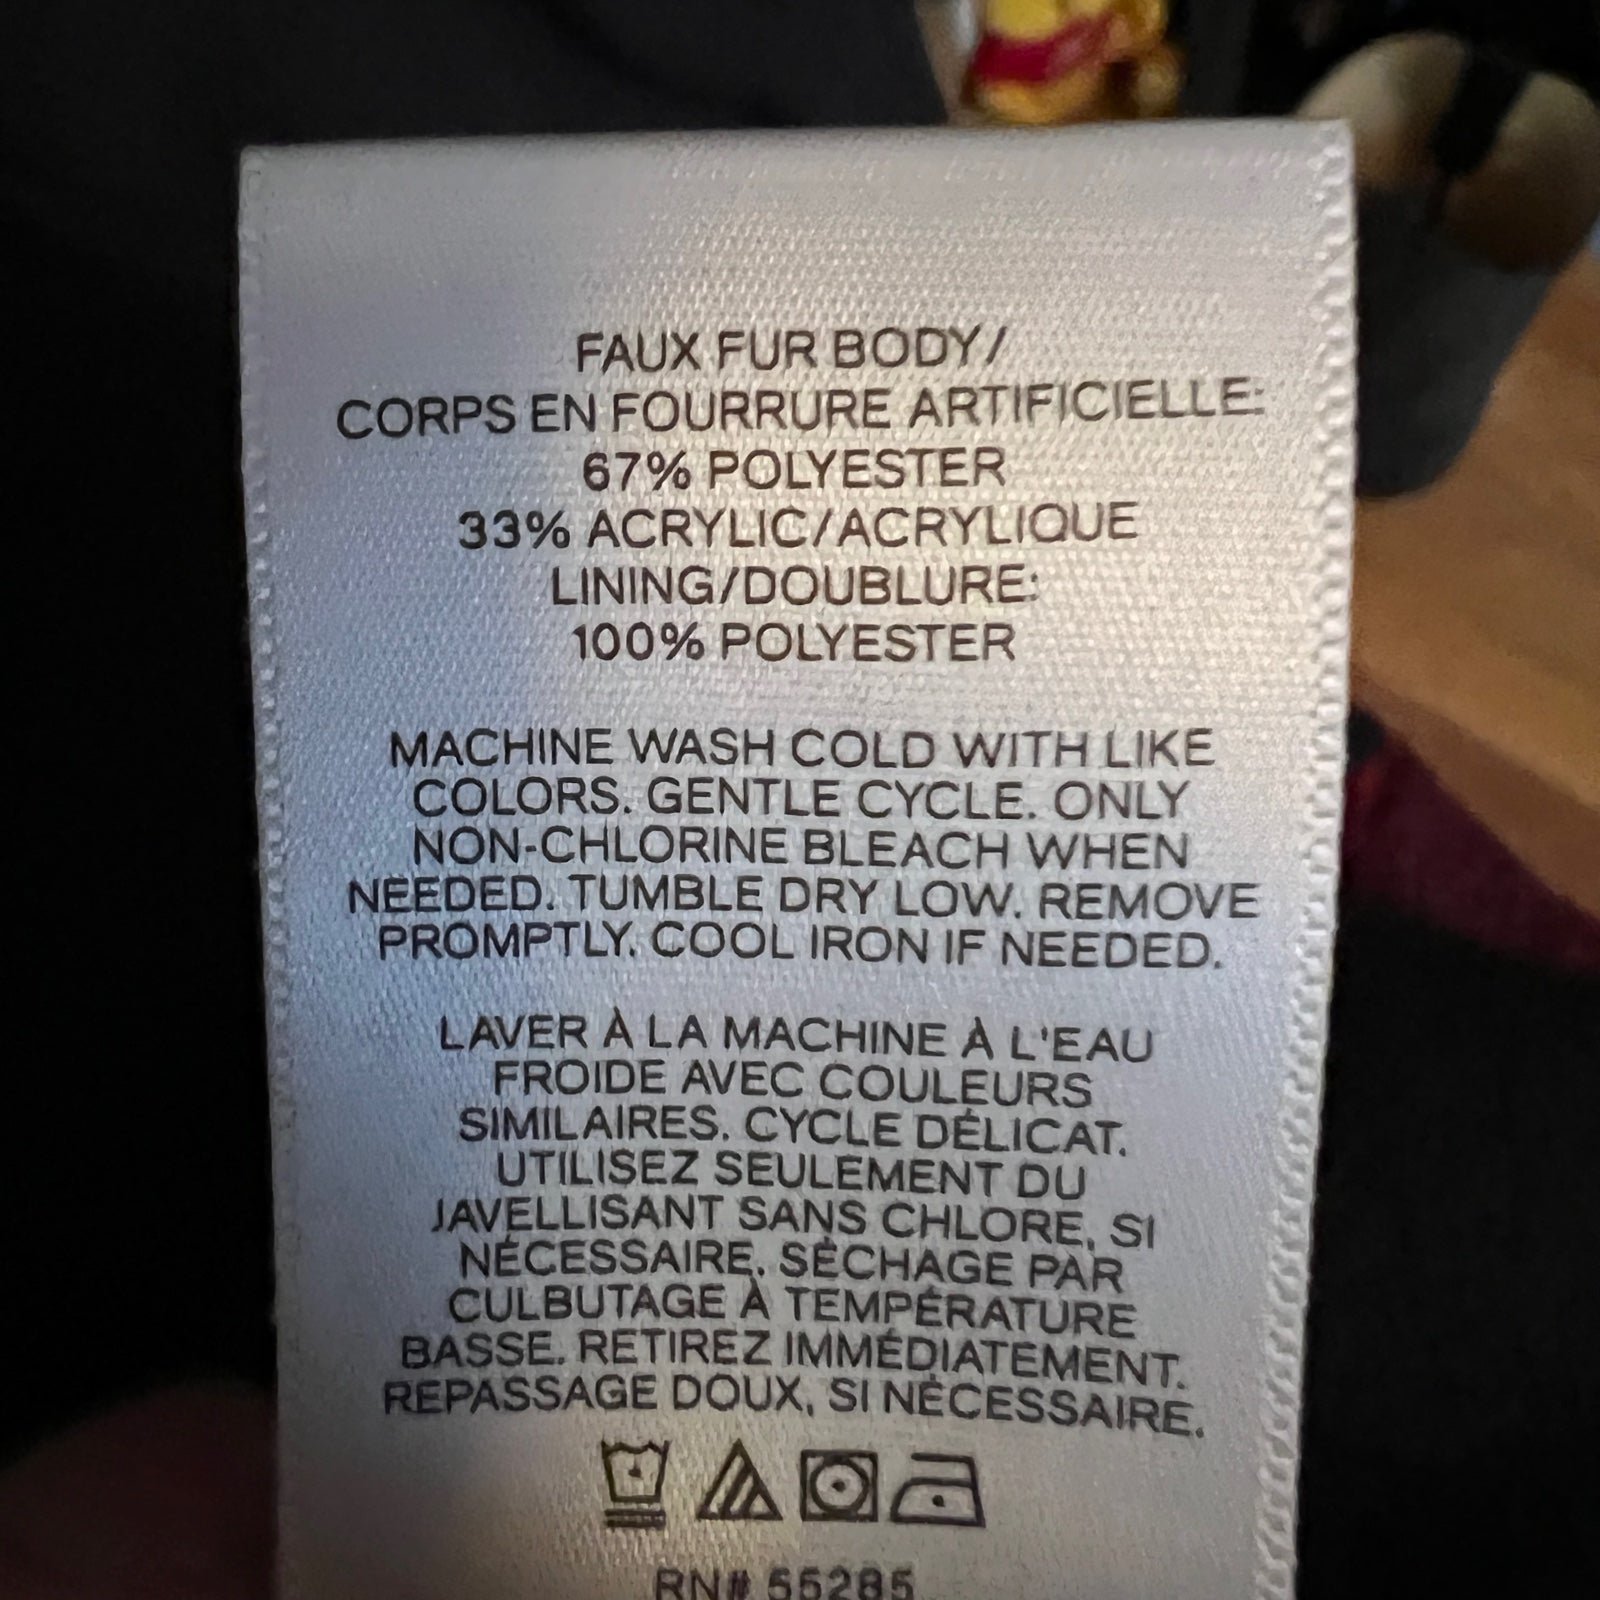 FAUX FUR BODY/
CORPS EN FOURRURE ARTIFICIELLE:
67% POLYESTER
33% ACRYLIC/ACRYLIQUE
LINING/DOUBLURE:
100% POLYESTER
MACHINE WASH COLD WITH LIKE
COLORS. GENTLE CYCLE. ONLY
NON-CHLORINE BLEACH WHEN
NEEDED. TUMBLE DRY LOW. REMOVE
PROMPTLY. COOL IRON IF NEEDED.
LAVER À LA MACHINE À L'EAU
FROIDE AVEC COULEURS
SIMILAIRES. CYCLE DÉLICAT.
UTILISEZ SEULEMENT DU
JAVELLISANT SANS CHLORE, SI
NÉCESSAIRE. SÉCHAGE PAR
CULBUTAGE À TEMPÉRATURE
BASSE. RETIREZ IMMÉDIATEMENT.
REPASSAGE DOUX, SI NÉCESSAIRE.
RN# 55285